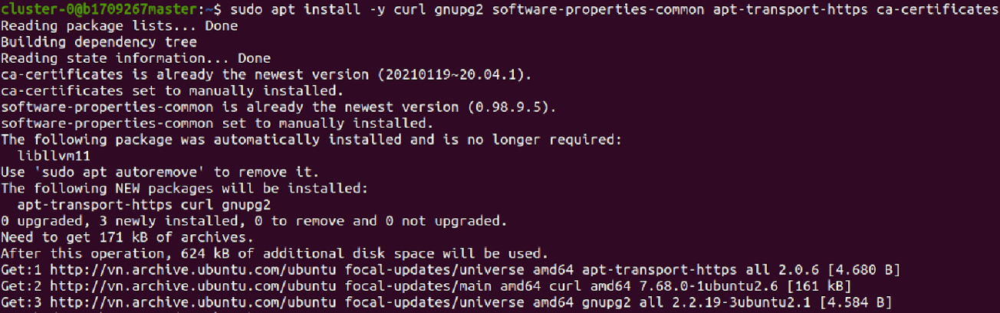 cluster-0@b1709267master:~$ sudo apt install -y curl gnupg2 software-properties-common apt-transport-https ca-certificates
Reading package lists... Done
Building dependency tree
Reading state information... Done
ca-certificates is already the newest version (20210119~20.04.1).
ca-certificates set to manually installed.
software-properties-common is already the newest version (0.98.9.5).
software-properties-common set to manually installed.
The following package was automatically installed and is no longer required:
  libllvm11
Use 'sudo apt autoremove' to remove it.
The following NEW packages will be installed:
  apt-transport-https curl gnupg2
0 upgraded, 3 newly installed, 0 to remove and 0 not upgraded.
Need to get 171 kB of archives.
After this operation, 624 kB of additional disk space will be used.
Get:1 http://vn.archive.ubuntu.com/ubuntu focal-updates/universe amd64 apt-transport-https all 2.0.6 [4.680 B]
Get:2 http://vn.archive.ubuntu.com/ubuntu focal-updates/main amd64 curl amd64 7.68.0-1ubuntu2.6 [161 kB]
Get:3 http://vn.archive.ubuntu.com/ubuntu focal-updates/universe amd64 gnupg2 all 2.2.19-3ubuntu2.1 [4.584 B]